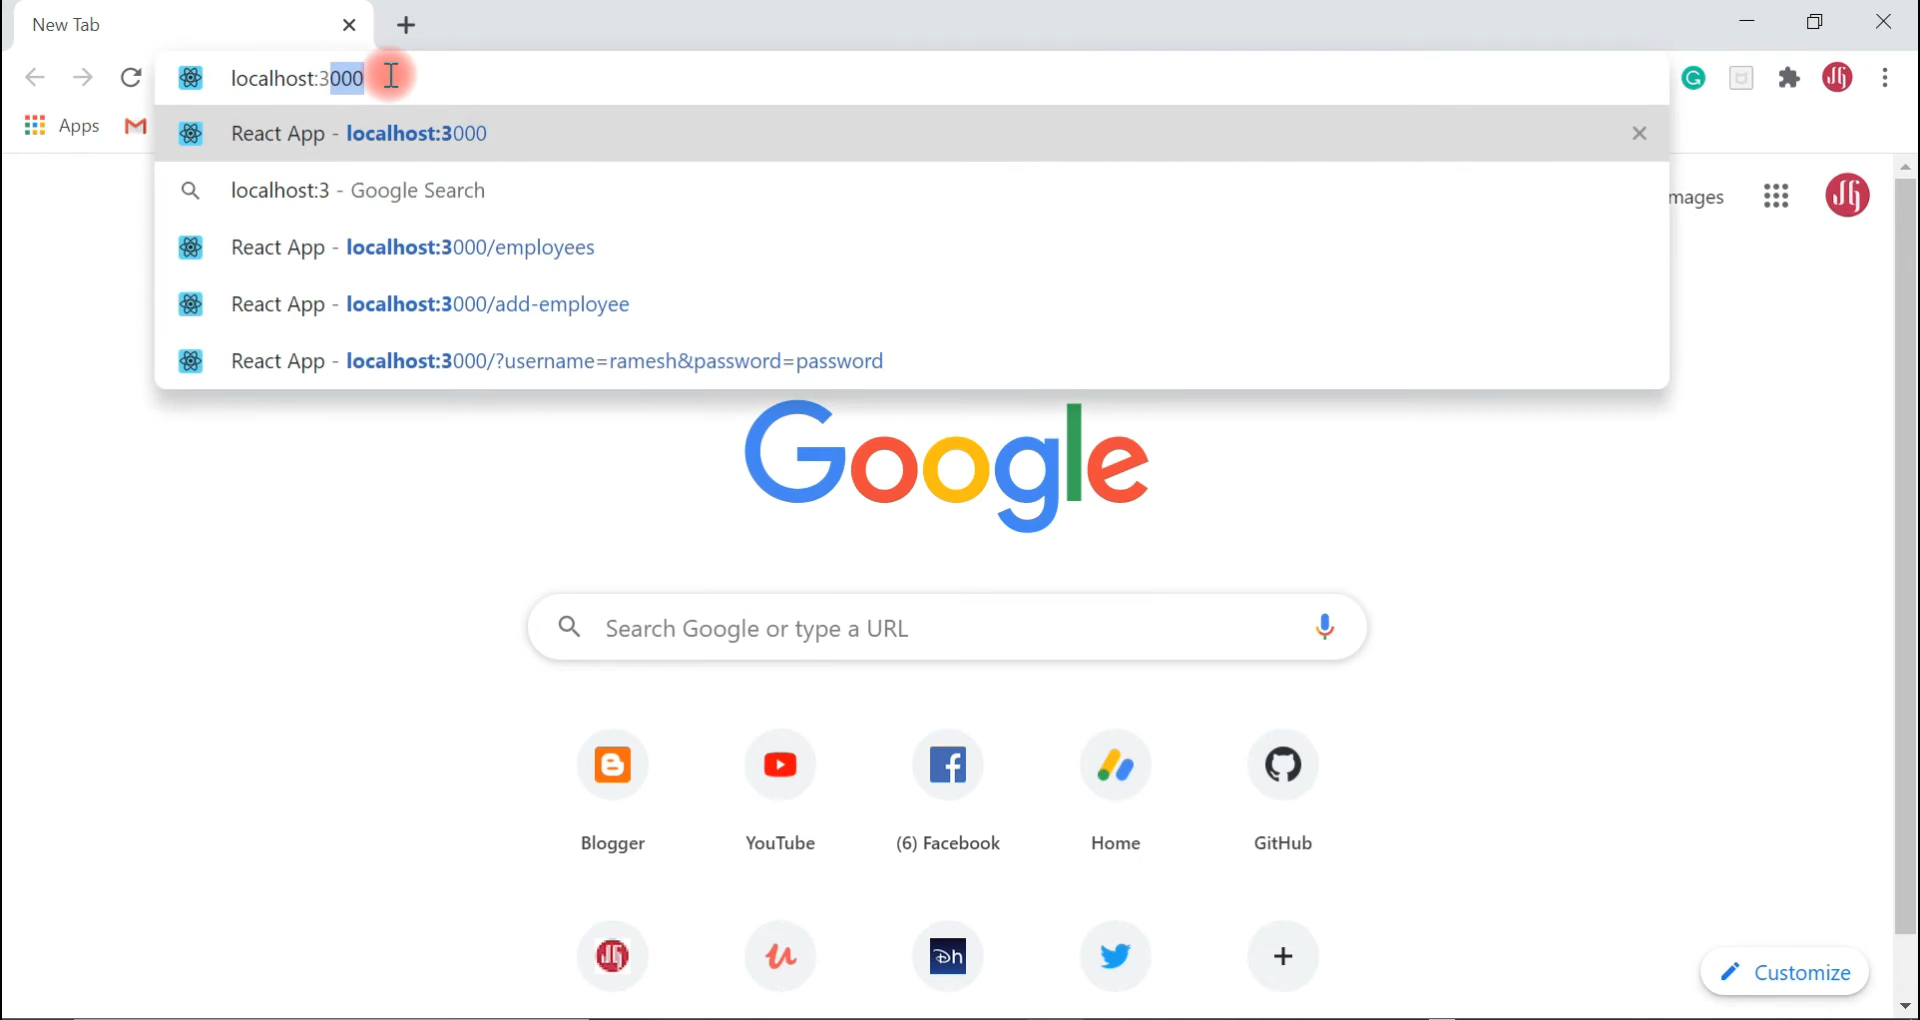 New Tab
localhost:3000
Apps
React App - localhost:3000
localhost:3 - Google Search
mages
React App - localhost:3000/employees
React App - localhost:3000/add-employee
React App - localhost:3000/?username=ramesh&password=password
Google
Search Google or type a URL
Blogger
YouTube
(6) Facebook
Home
GitHub
Customize